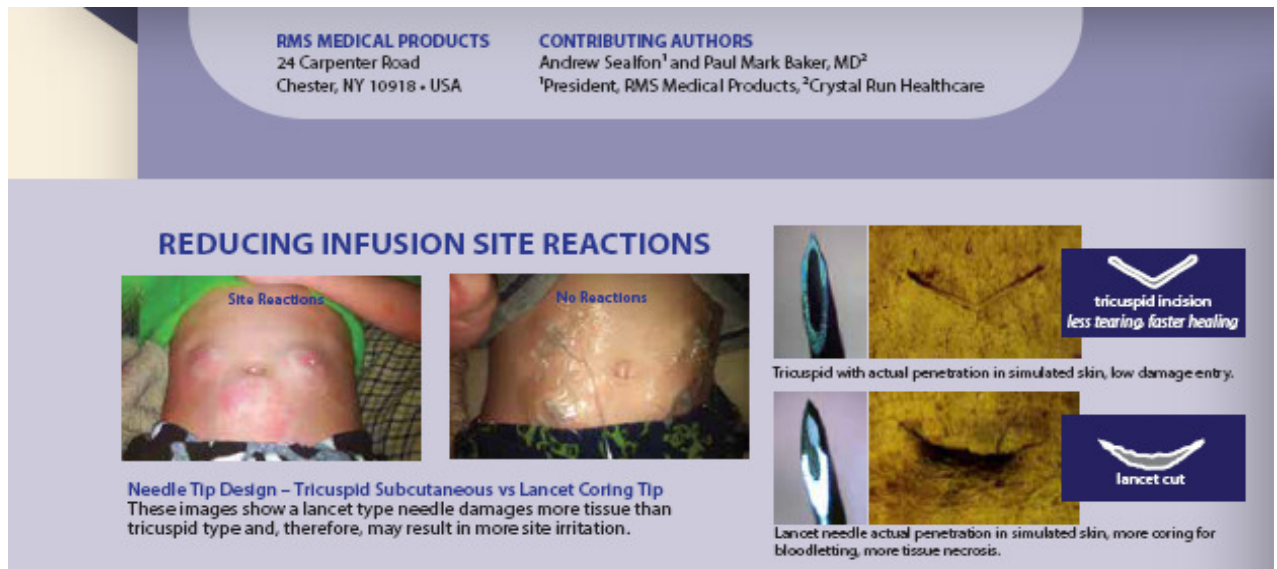 RMS MEDICAL PRODUCTS
24 Carpenter Road
Chester, NY 10918 • USA
CONTRIBUTING AUTHORS
Andrew Sealfon¹ and Paul Mark Baker, MD²
¹President, RMS Medical Products, ²Crystal Run Healthcare
REDUCING INFUSION SITE REACTIONS
Site Reactions
No Reactions
Needle Tip Design – Tricuspid Subcutaneous vs Lancet Coring Tip
These images show a lancet type needle damages more tissue than
tricuspid type and, therefore, may result in more site irritation.
tricuspid incision
less tearing, faster healing
Tricuspid with actual penetration in simulated skin, low damage entry.
lancet cut
Lancet needle actual penetration in simulated skin, more coring for
bloodletting, more tissue necrosis.